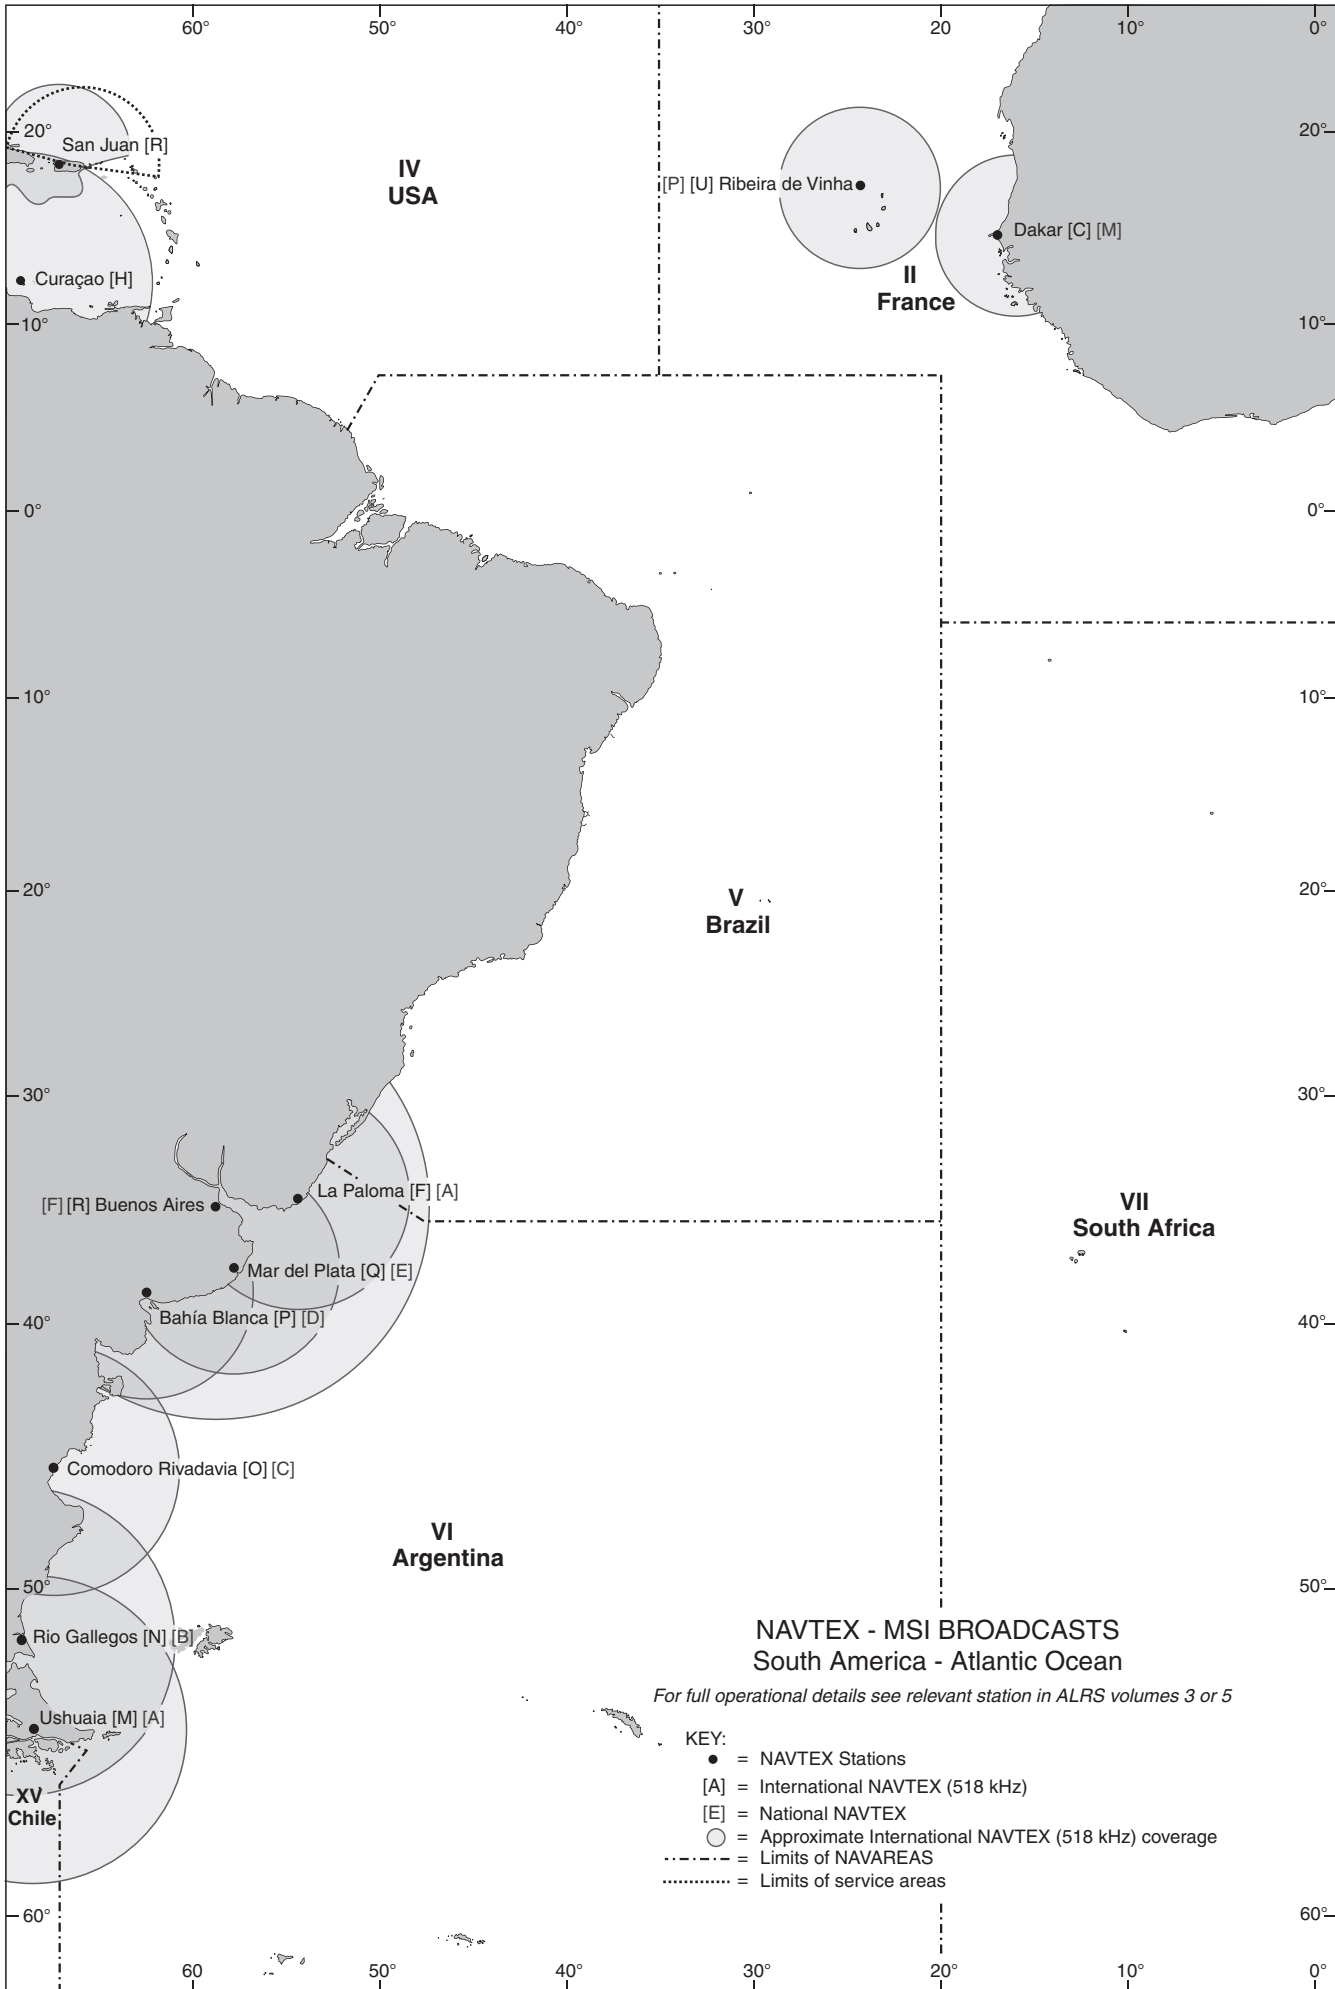 60° 50° 40° 30° 20 10° 0°
20° 20°
San Juan [R]
IV
USA
[P] [U] Ribeira de Vinha
Dakar [C] [M]
II
France
Curaçao [H]
10° 10°
0° 0°
10° 10°
20° 20°
V
Brazil
30° 30°
La Paloma [F] [A]
[F] [R] Buenos Aires
VII
South Africa
Mar del Plata [Q] [E]
Bahía Blanca [P] [D]
40° 40°
Comodoro Rivadavia [O] [C]
VI
Argentina
50° 50°
Rio Gallegos [N] [B]
NAVTEX - MSI BROADCASTS
South America - Atlantic Ocean
For full operational details see relevant station in ALRS volumes 3 or 5
Ushuaia [M] [A]
KEY:
= NAVTEX Stations
[A] = International NAVTEX (518 kHz)
[E] = National NAVTEX
= Approximate International NAVTEX (518 kHz) coverage
= Limits of NAVAREAS
= Limits of service areas
XV
Chile
60° 60°
60 50° 40° 30° 20° 10° 0°